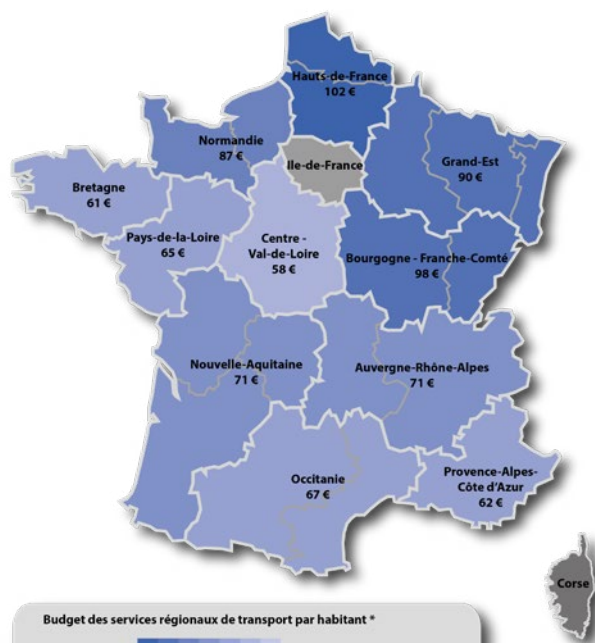 Hauts-de-France
102 €
Normandie
87 €
Ile-de-France
Grand-Est
90 €
Bretagne
61 €
Pays-de-la-Loire
65 €
Centre -
Val-de-Loire
58 €
Bourgogne - Franche-Comté
98 €
Nouvelle-Aquitaine
71 €
Auvergne-Rhône-Alpes
71 €
Occitanie
67 €
Provence-Alpes-
Côte d'Azur
62 €
Corse
Budget des services régionaux de transport par habitant *